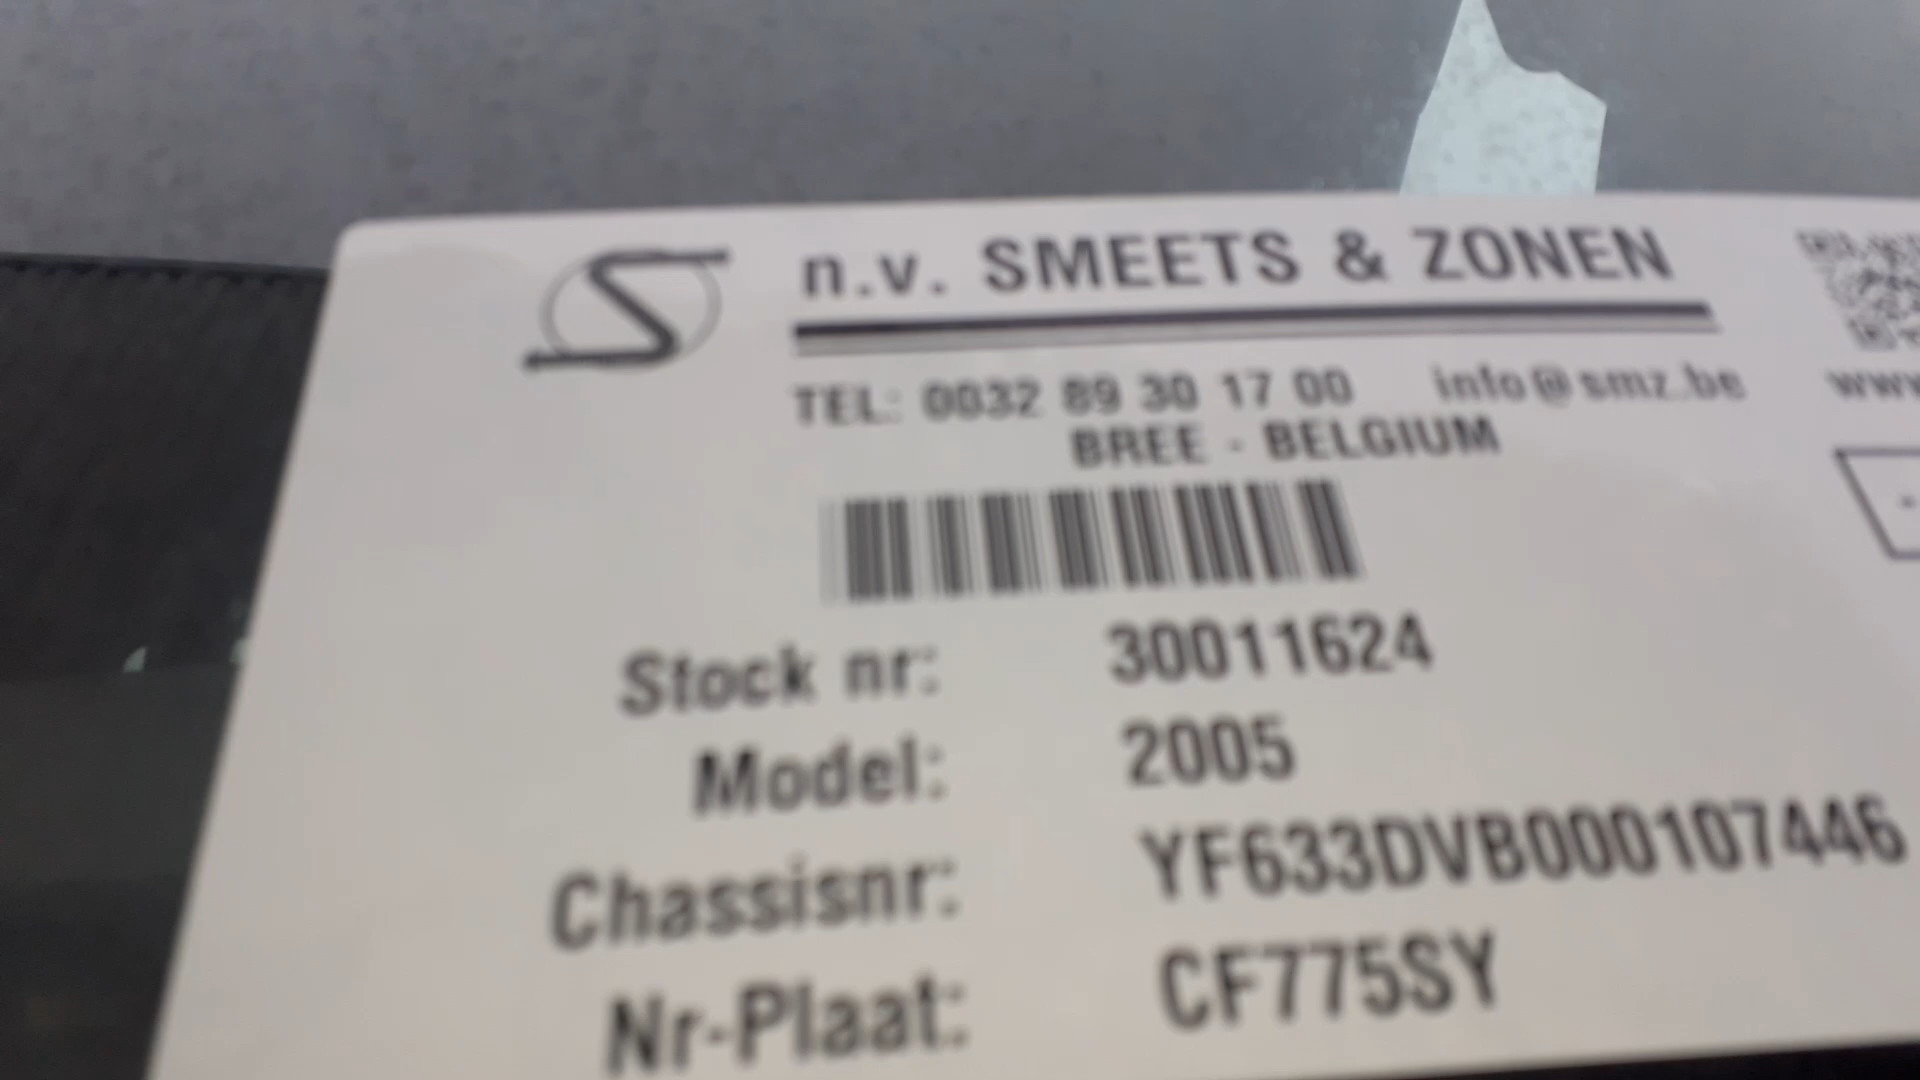 n.v. SMEETS & ZONEN
TEL: 0032 89 30 17 00 info@smz.be www
BREE - BELGIUM
Stock nr: 30011624
Model: 2005
Chassisnr: YF633DVB000107446
Nr-Plaat: CF775SY